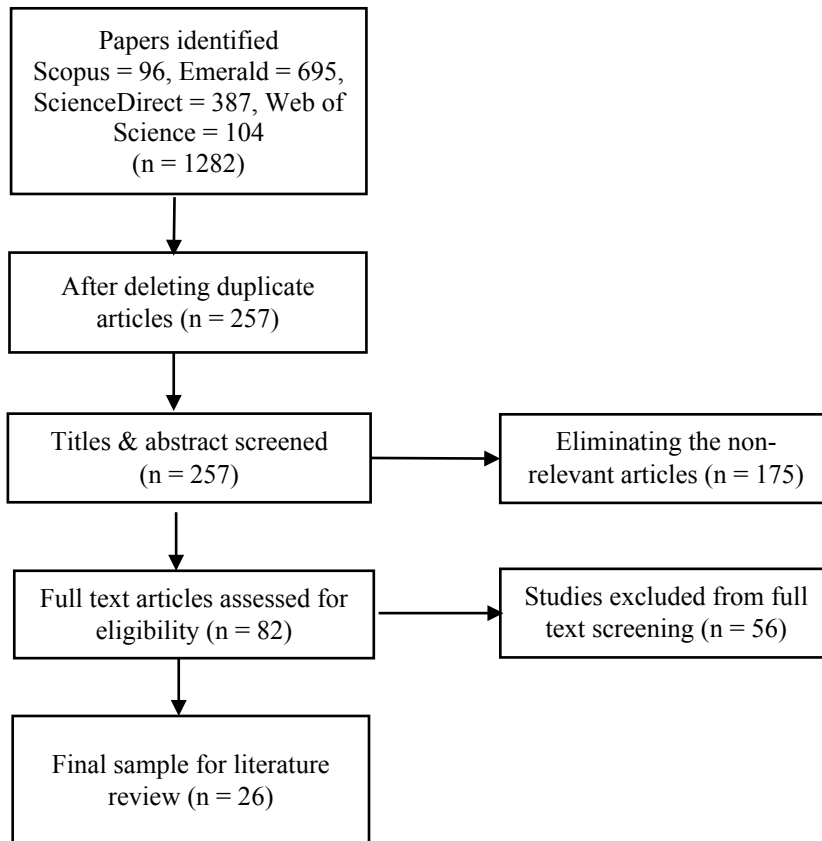 Papers identified
Scopus = 96, Emerald = 695,
ScienceDirect = 387, Web of
Science = 104
(n = 1282)
After deleting duplicate
articles (n = 257)
Titles & abstract screened
(n = 257)
Eliminating the non-
relevant articles (n = 175)
Full text articles assessed for
eligibility (n = 82)
Studies excluded from full
text screening (n = 56)
Final sample for literature
review (n = 26)